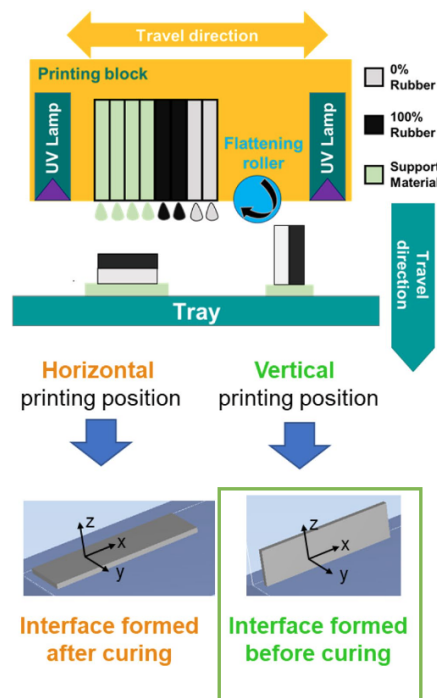 Travel direction
Printing block
UV Lamp
Flattening
roller
UV Lamp
0%
Rubber
100%
Rubber
Support
Material
Travel
direction
Tray
Horizontal
printing position
Vertical
printing position
z
x
y
z
x
y
Interface formed
after curing
Interface formed
before curing